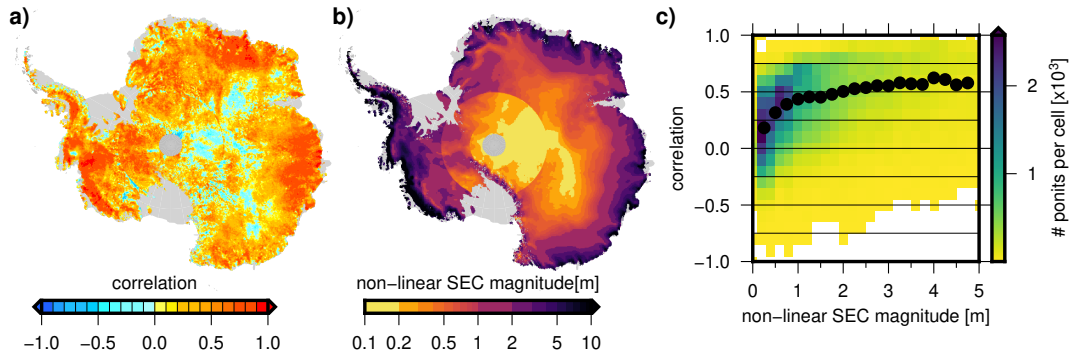 a)
b)
c)
correlation
−1.0 −0.5 0.0 0.5 1.0
non−linear SEC magnitude[m]
0.1 0.2 0.5 1 2 5 10
correlation
1.0
0.5
0.0
−0.5
−1.0
0 1 2 3 4 5
non−linear SEC magnitude [m]
2
1
# ponits per cell [x10³]